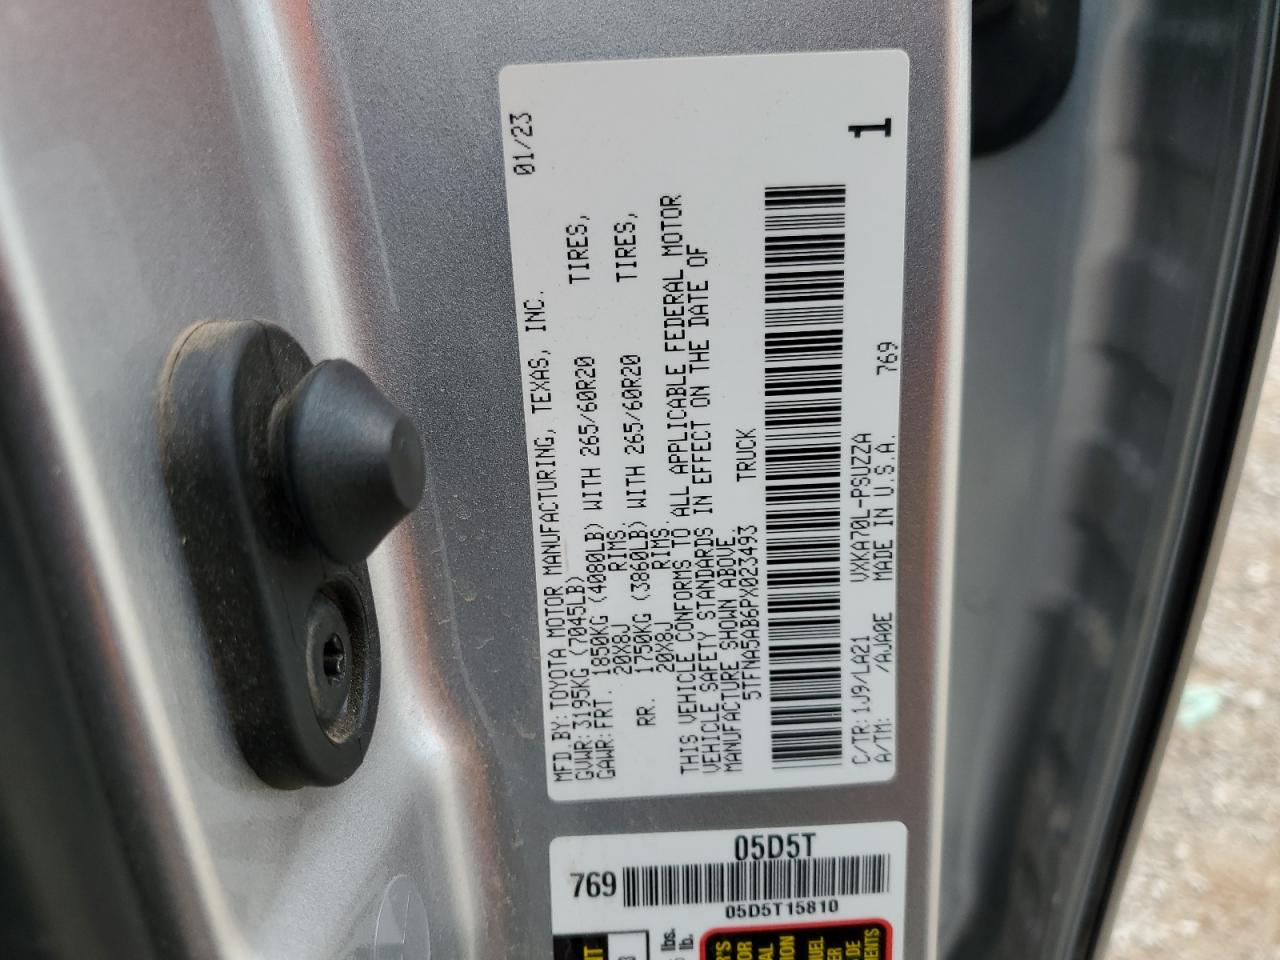 MFD.BY:TOYOTA MOTOR MANUFACTURING, TEXAS, INC. 01/23
GVWR:3195KG (7045LB)
GAWR:FRT. 1850KG (4080LB) WITH 265/60R20 TIRES,
20X8J RIMS,
RR. 1750KG (3860LB) WITH 265/60R20 TIRES,
20X8J RIMS.
THIS VEHICLE CONFORMS TO ALL APPLICABLE FEDERAL MOTOR
VEHICLE SAFETY STANDARDS IN EFFECT ON THE DATE OF
MANUFACTURE SHOWN ABOVE
5TFNA5AB6PX023493 TRUCK
C/TR:1J9/LA21 VXKA70L-PSUZZA 769
A/TM: /AJA0E MADE IN U.S.A.
1
05D5T
769
05D5T15810
lbs.
lb.